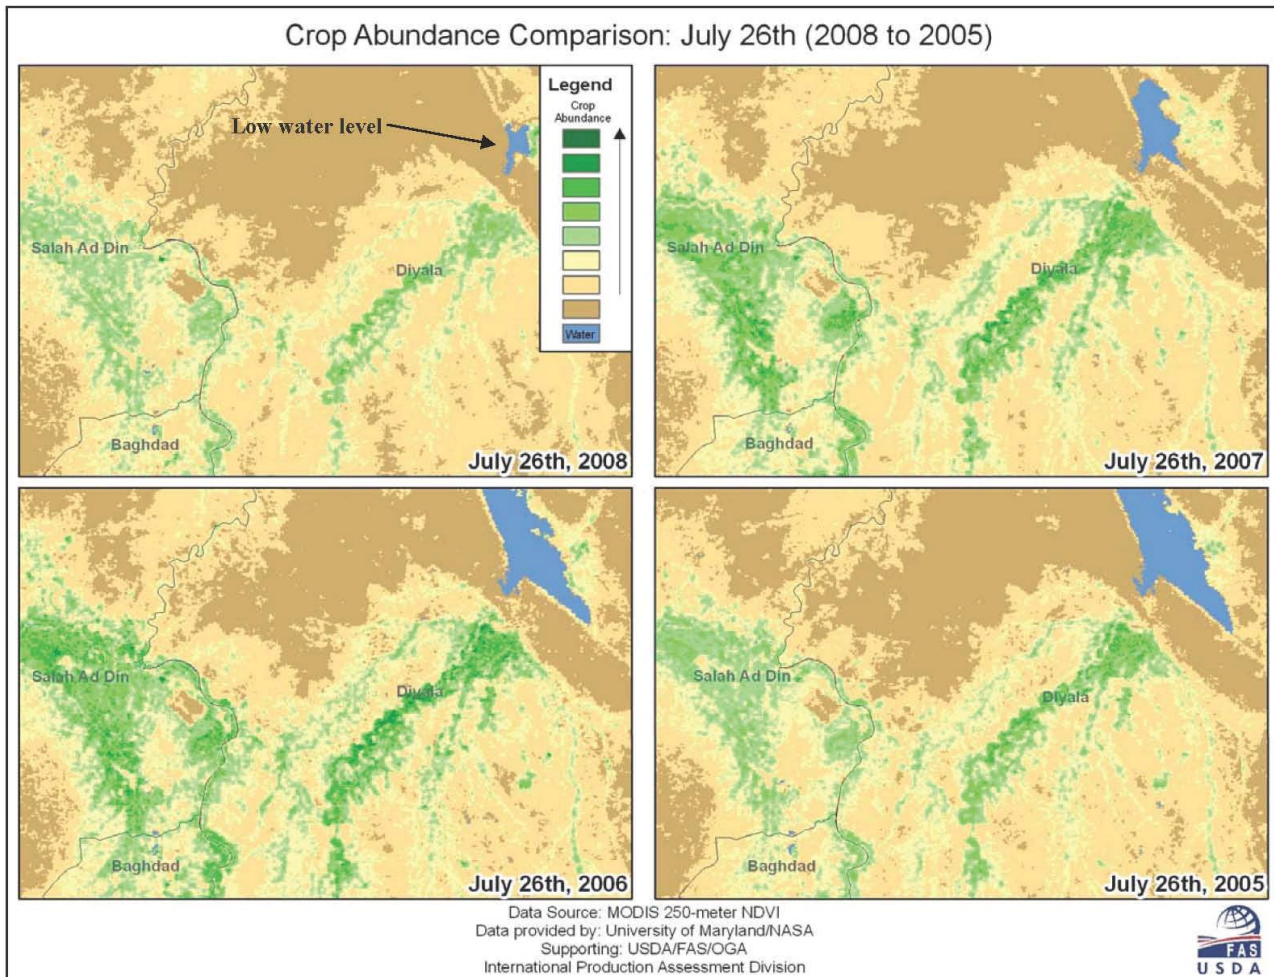 Crop Abundance Comparison: July 26th (2008 to 2005)
Low water level
Salah Ad Din
Diyala
Baghdad
July 26th, 2008
Legend
Crop
Abundance
Water
Salah Ad Din
Diyala
Baghdad
July 26th, 2007
Salah Ad Din
Diyala
Baghdad
July 26th, 2006
Salah Ad Din
Diyala
Baghdad
July 26th, 2005
Data Source: MODIS 250-meter NDVI
Data provided by: University of Maryland/NASA
Supporting: USDA/FAS/OGA
International Production Assessment Division
FAS
USDA